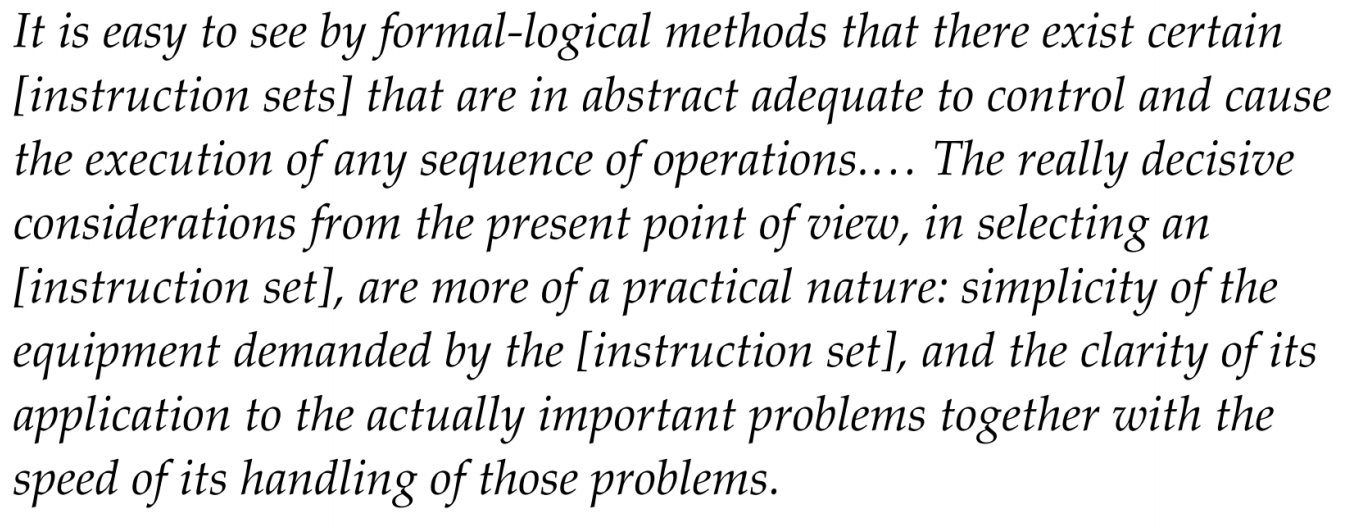 It is easy to see by formal-logical methods that there exist certain
[instruction sets] that are in abstract adequate to control and cause
the execution of any sequence of operations.… The really decisive
considerations from the present point of view, in selecting an
[instruction set], are more of a practical nature: simplicity of the
equipment demanded by the [instruction set], and the clarity of its
application to the actually important problems together with the
speed of its handling of those problems.